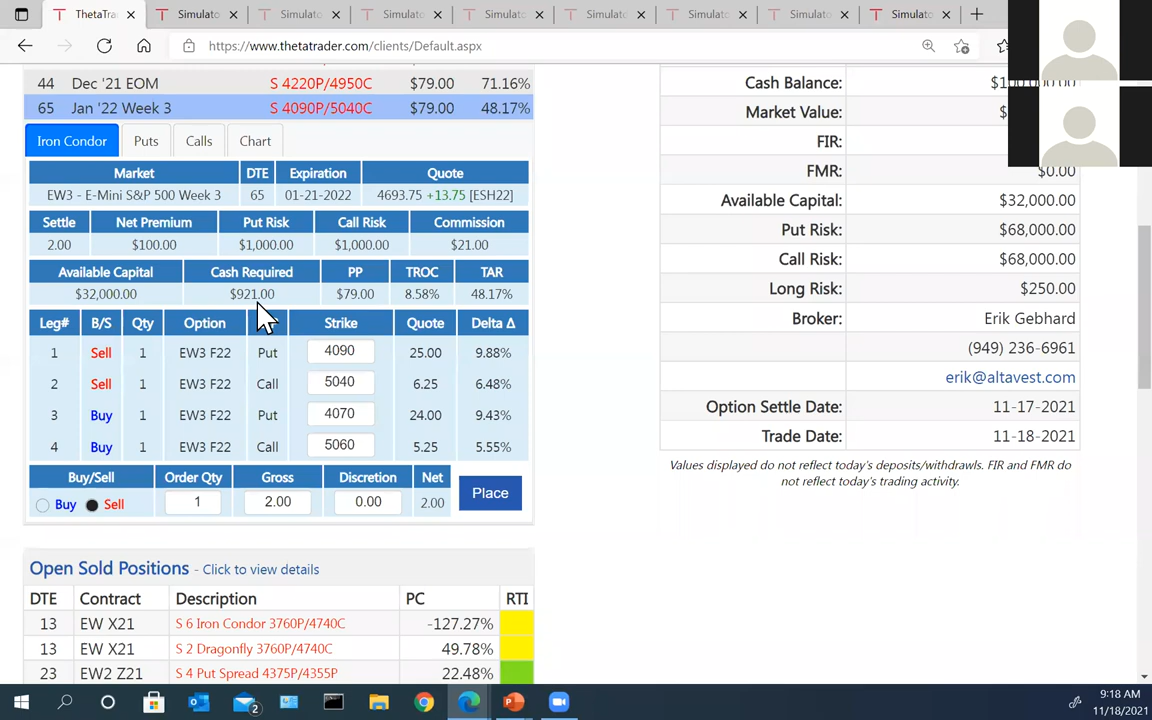 ThetaTra
Simulato
Simulato
Simulato
Simulato
Simulato
Simulato
Simulato
Simulato
https://www.thetatrader.com/clients/Default.aspx
44 Dec '21 EOM S 4220P/4950C $79.00 71.16%
65 Jan '22 Week 3 S 4090P/5040C $79.00 48.17%
Iron Condor Puts Calls Chart
Market DTE Expiration Quote
EW3 - E-Mini S&P 500 Week 3 65 01-21-2022 4693.75 +13.75 [ESH22]
Settle Net Premium Put Risk Call Risk Commission
2.00 $100.00 $1,000.00 $1,000.00 $21.00
Available Capital Cash Required PP TROC TAR
$32,000.00 $921.00 $79.00 8.58% 48.17%
Leg# B/S Qty Option Strike Quote Delta Δ
1 Sell 1 EW3 F22 Put 4090 25.00 9.88%
2 Sell 1 EW3 F22 Call 5040 6.25 6.48%
3 Buy 1 EW3 F22 Put 4070 24.00 9.43%
4 Buy 1 EW3 F22 Call 5060 5.25 5.55%
Buy/Sell Order Qty Gross Discretion Net
Buy Sell 1 2.00 0.00 2.00 Place
Open Sold Positions - Click to view details
DTE Contract Description PC RTI
13 EW X21 S 6 Iron Condor 3760P/4740C -127.27%
13 EW X21 S 2 Dragonfly 3760P/4740C 49.78%
23 EW2 Z21 S 4 Put Spread 4375P/4355P 22.48%
Cash Balance:
Market Value: $
FIR:
FMR: $0.00
Available Capital: $32,000.00
Put Risk: $68,000.00
Call Risk: $68,000.00
Long Risk: $250.00
Broker: Erik Gebhard
(949) 236-6961
erik@altavest.com
Option Settle Date: 11-17-2021
Trade Date: 11-18-2021
Values displayed do not reflect today's deposits/withdrawls. FIR and FMR do
not reflect today's trading activity.
2
9:18 AM
11/18/2021